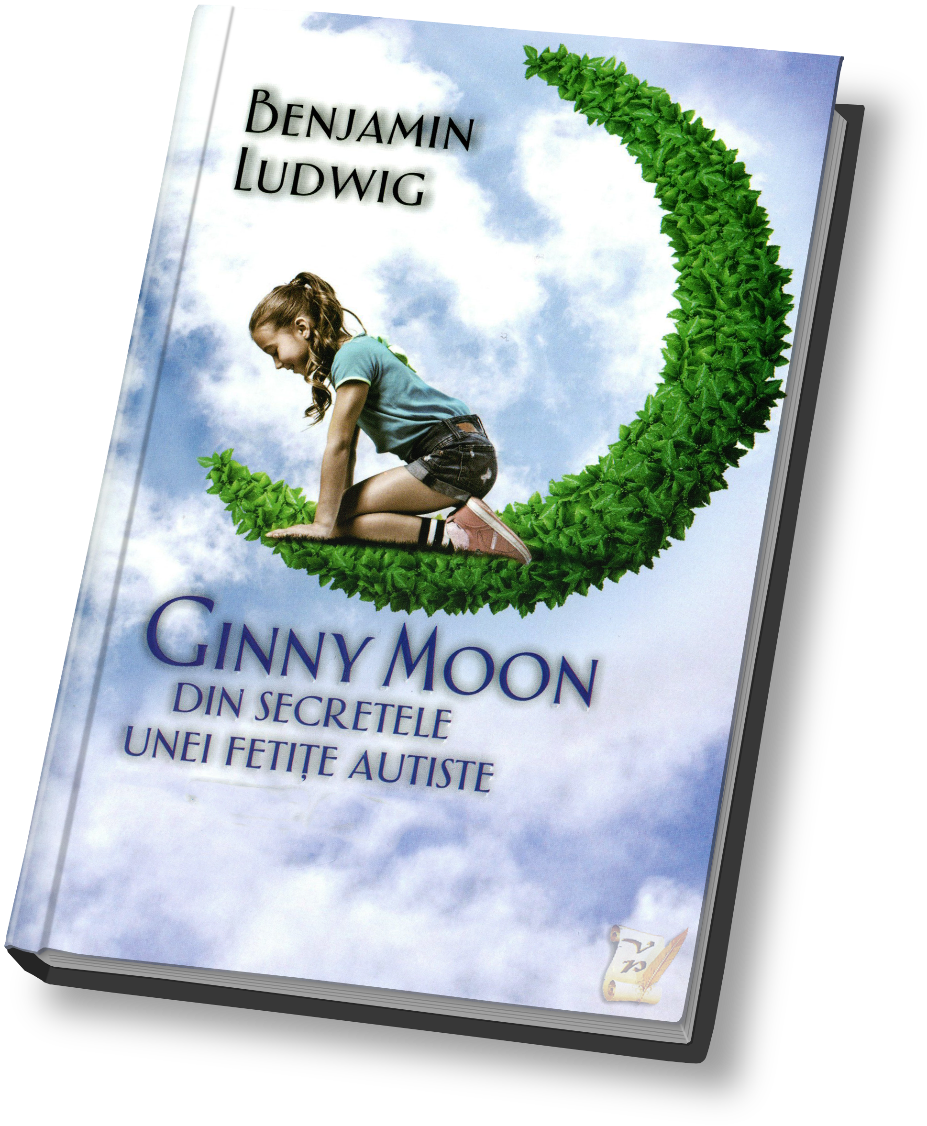 BENJAMIN
LUDWIG
GINNY MOON
DIN SECRETELE
UNEI FETIȚE AUTISTE
V
P